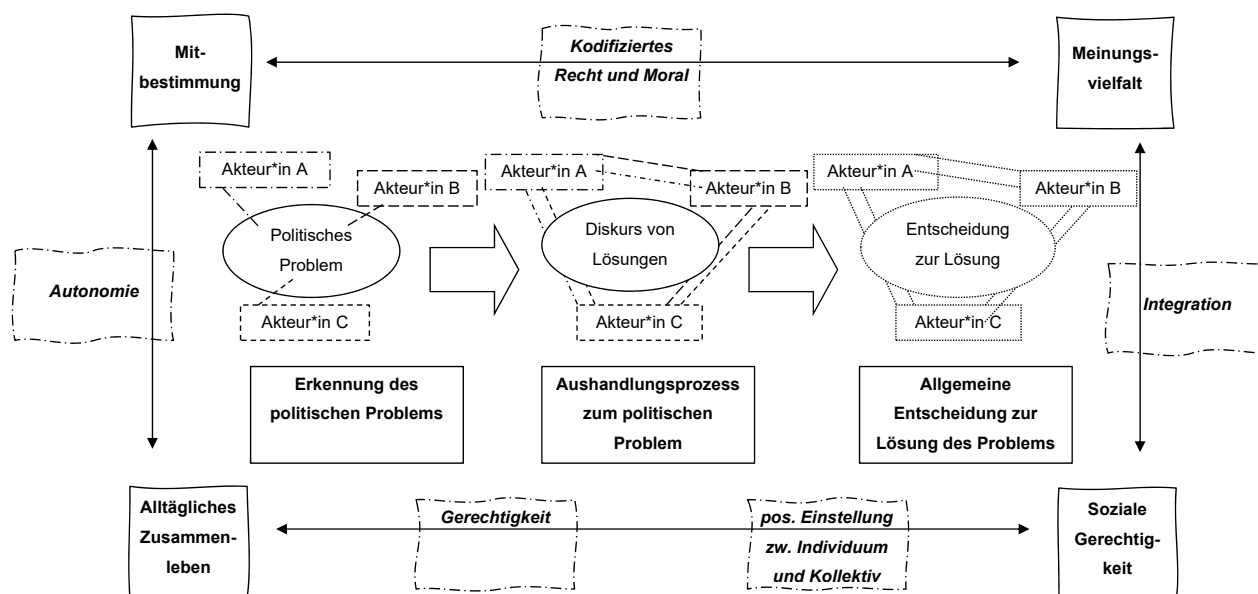 Mit-
bestimmung
Kodifiziertes
Recht und Moral
Meinungs-
vielfalt
Akteur*in A
Akteur*in B
Politisches
Problem
Akteur*in C
Akteur*in A
Akteur*in B
Diskurs von
Lösungen
Akteur*in C
Akteur*in A
Akteur*in B
Entscheidung
zur Lösung
Akteur*in C
Autonomie
Integration
Erkennung des
politischen Problems
Aushandlungsprozess
zum politischen
Problem
Allgemeine
Entscheidung zur
Lösung des Problems
Alltägliches
Zusammen-
leben
Gerechtigkeit
pos. Einstellung
zw. Individuum
und Kollektiv
Soziale
Gerechtig-
keit